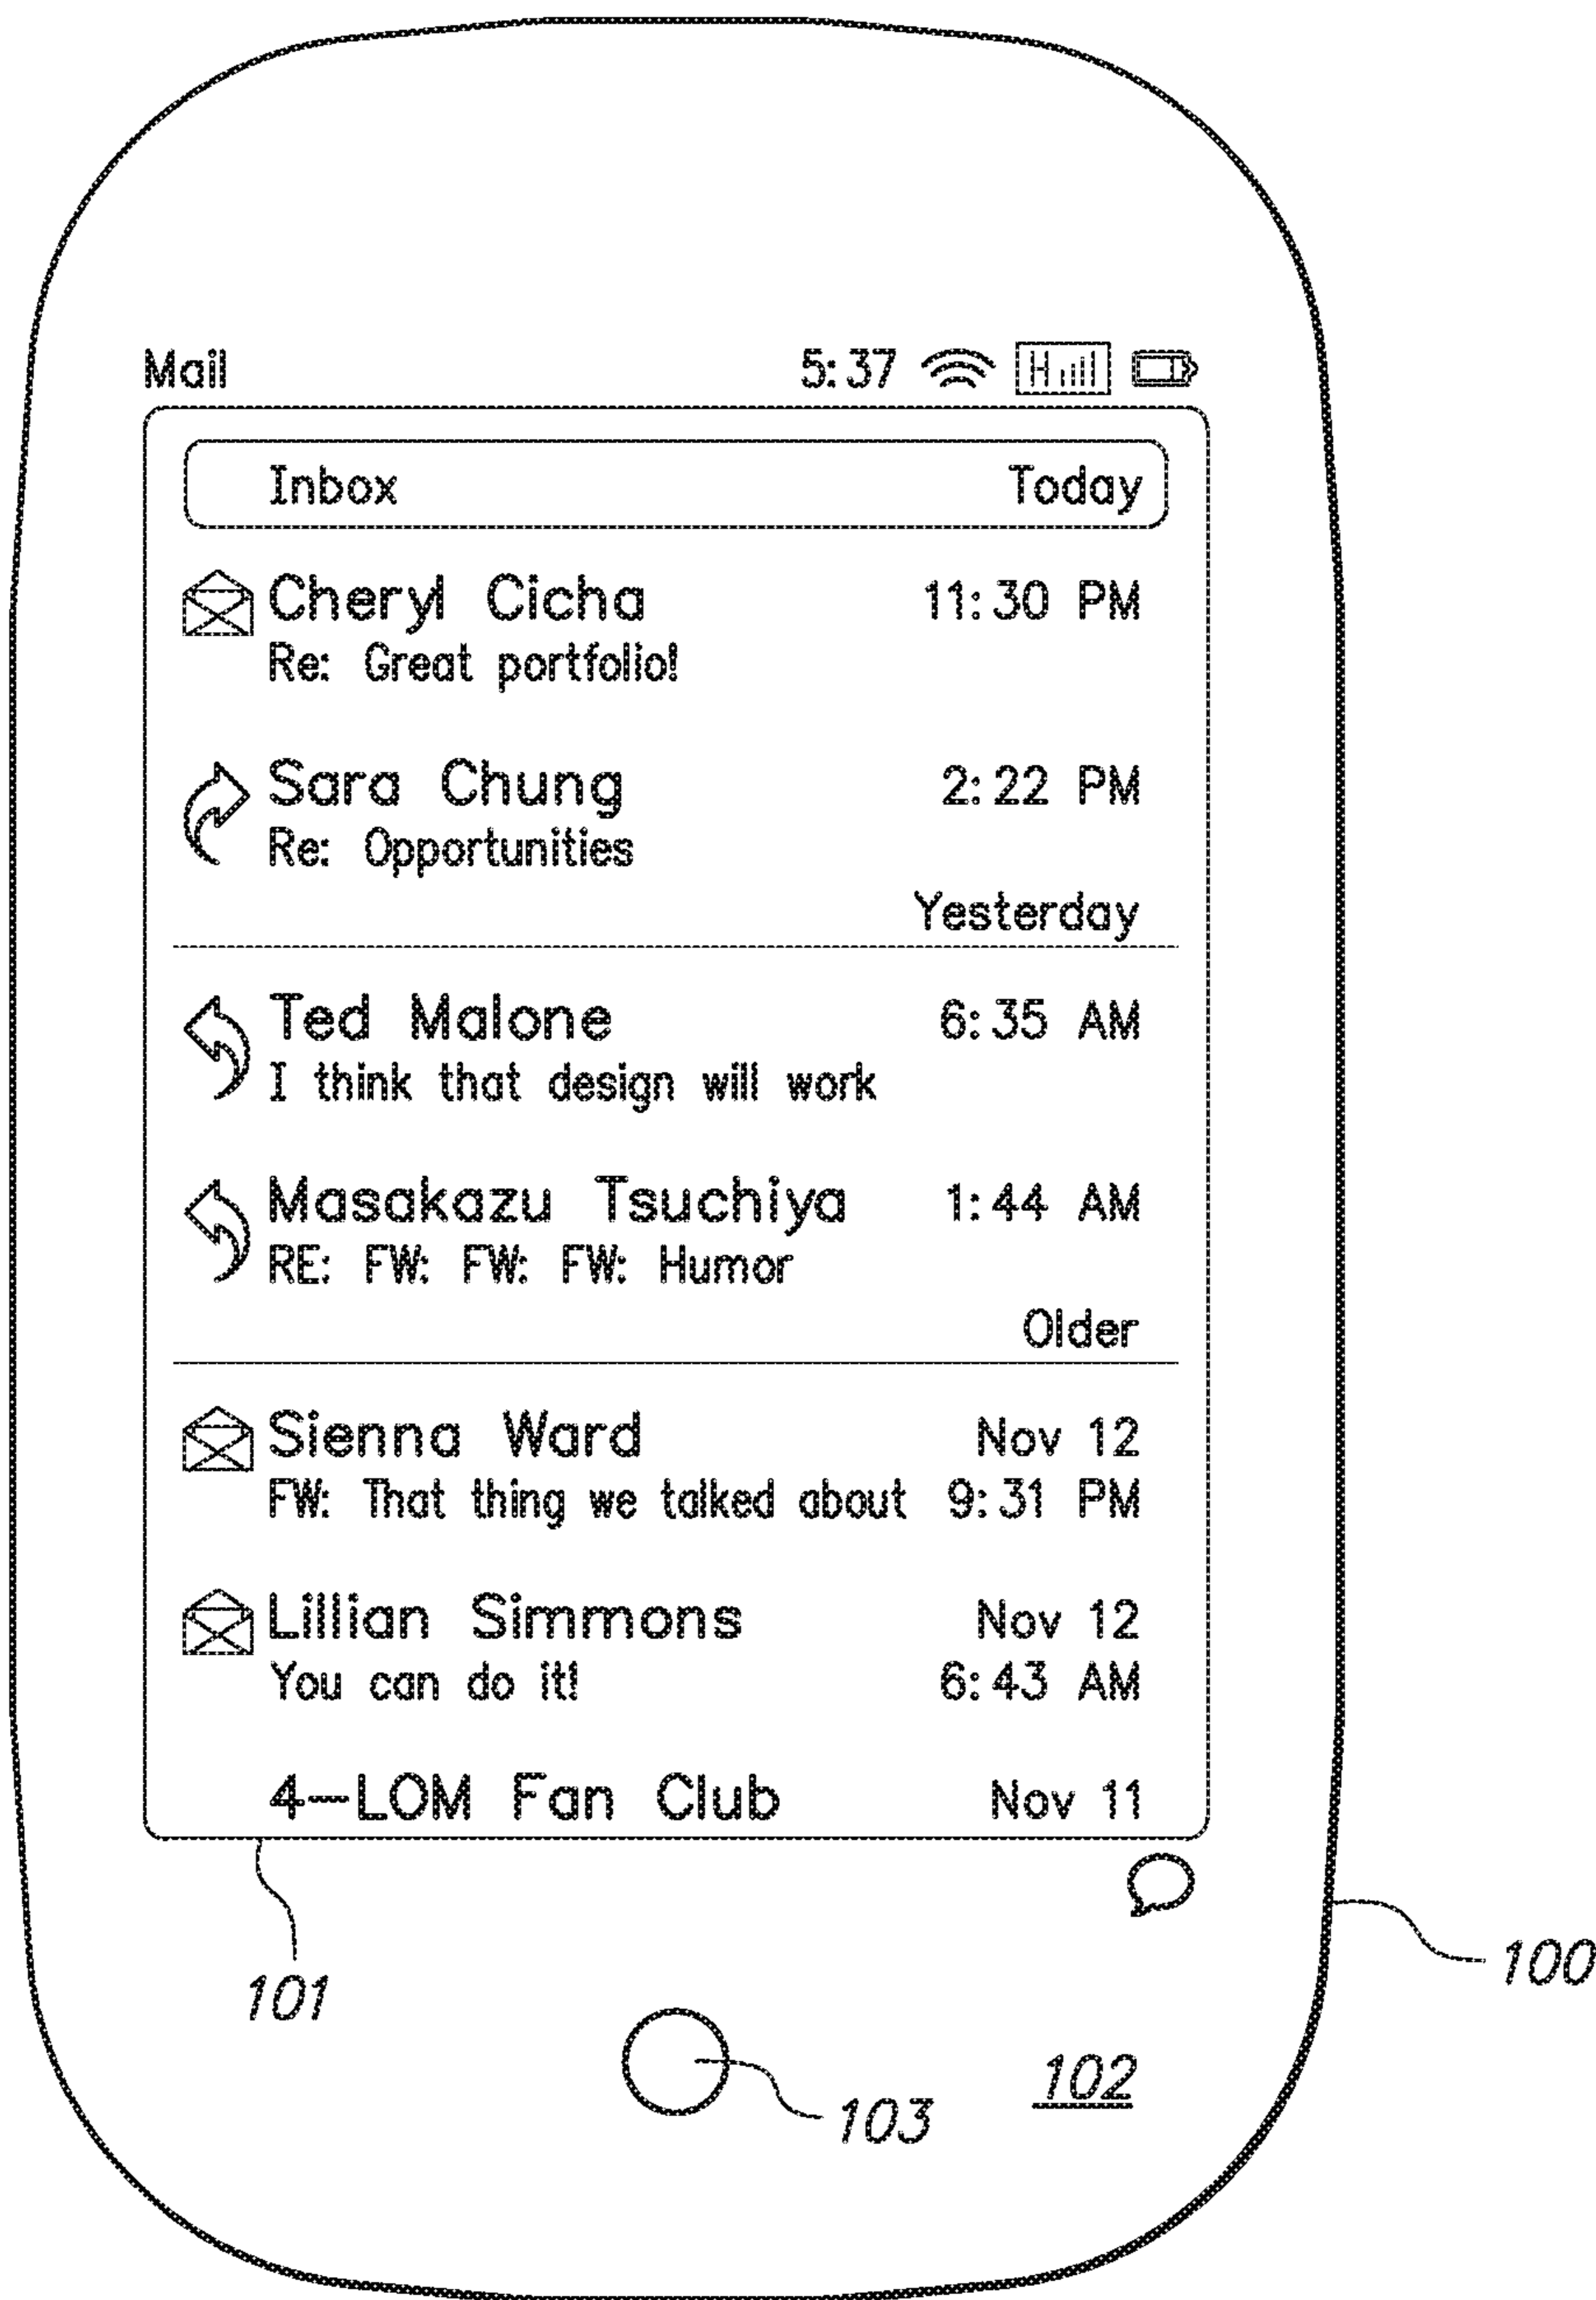 Mail 5:37 H
Inbox Today
Cheryl Cicha 11:30 PM
Re: Great portfolio!
Sara Chung 2:22 PM
Re: Opportunities
Yesterday
Ted Malone 6:35 AM
I think that design will work
Masakazu Tsuchiya 1:44 AM
RE: FW: FW: FW: Humor
Older
Sienna Ward Nov 12
FW: That thing we talked about 9:31 PM
Lillian Simmons Nov 12
You can do it! 6:43 AM
4-LOM Fan Club Nov 11
100
101
102
103